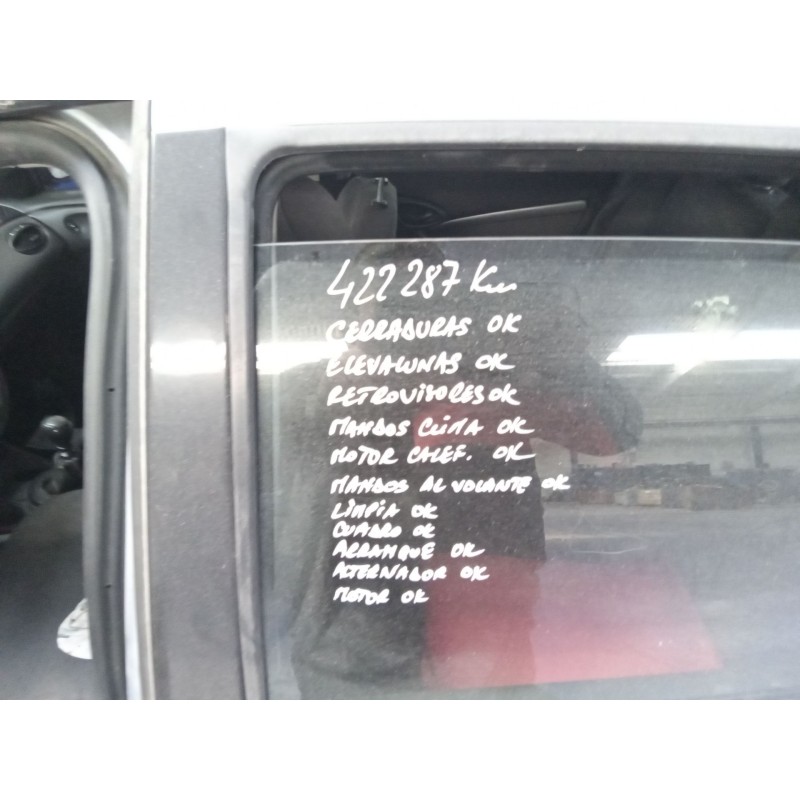 422287 Km
CERRADURAS OK
ELEVALUNAS OK
RETROVISORES OK
MANDOS CLIMA OK
MOTOR CALEF. OK
MANDOS AL VOLANTE OK
LIMPIA OK
CUADRO OK
ARRANQUE OK
ALTERNADOR OK
MOTOR OK